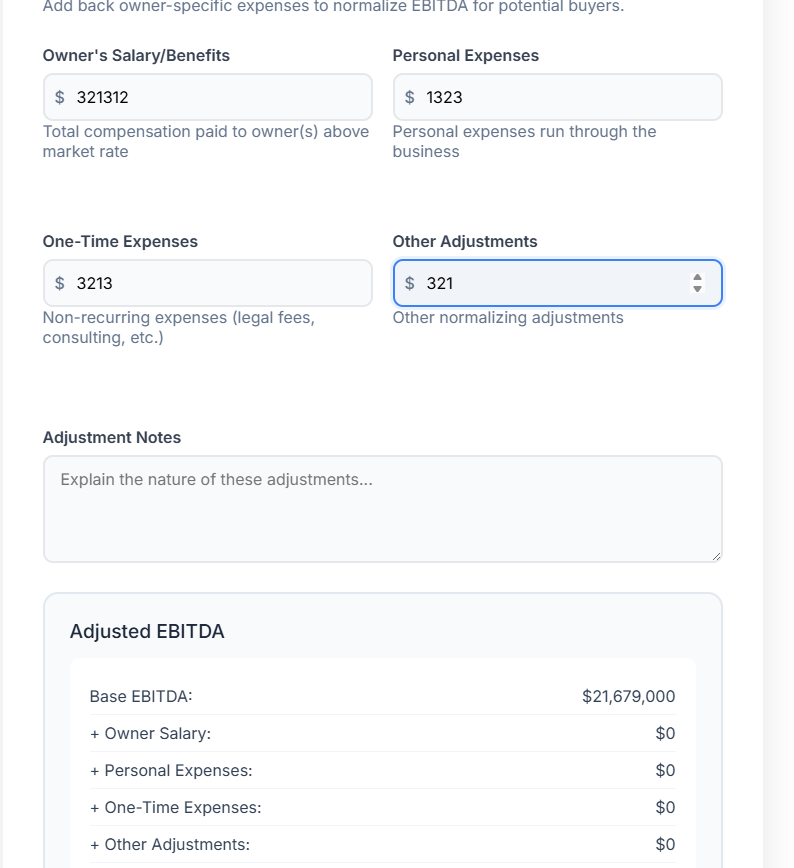 Add back owner-specific expenses to normalize EBITDA for potential buyers.
Owner's Salary/Benefits
$ 321312
Total compensation paid to owner(s) above
market rate
Personal Expenses
$ 1323
Personal expenses run through the
business
One-Time Expenses
$ 3213
Non-recurring expenses (legal fees,
consulting, etc.)
Other Adjustments
$ 321
Other normalizing adjustments
Adjustment Notes
Explain the nature of these adjustments...
Adjusted EBITDA
Base EBITDA: $21,679,000
+ Owner Salary: $0
+ Personal Expenses: $0
+ One-Time Expenses: $0
+ Other Adjustments: $0